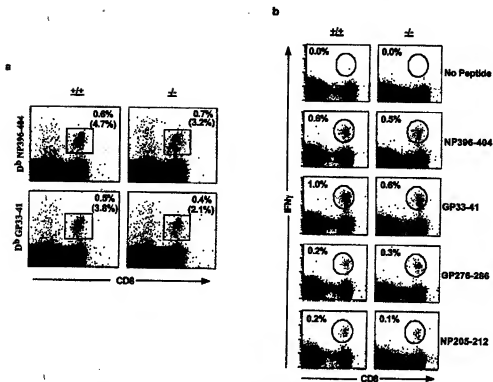 a
+/+ -/-
Db NP396-404
0.6%
(4.7%)
0.7%
(3.2%)
Db GP33-41
0.5%
(3.8%)
0.4%
(2.1%)
CD8
b
+/+ -/-
0.0% 0.0% No Peptide
0.6% 0.5% NP396-404
1.0% 0.6% GP33-41
0.2% 0.3% GP276-286
0.2% 0.1% NP205-212
IFNγ
CD8